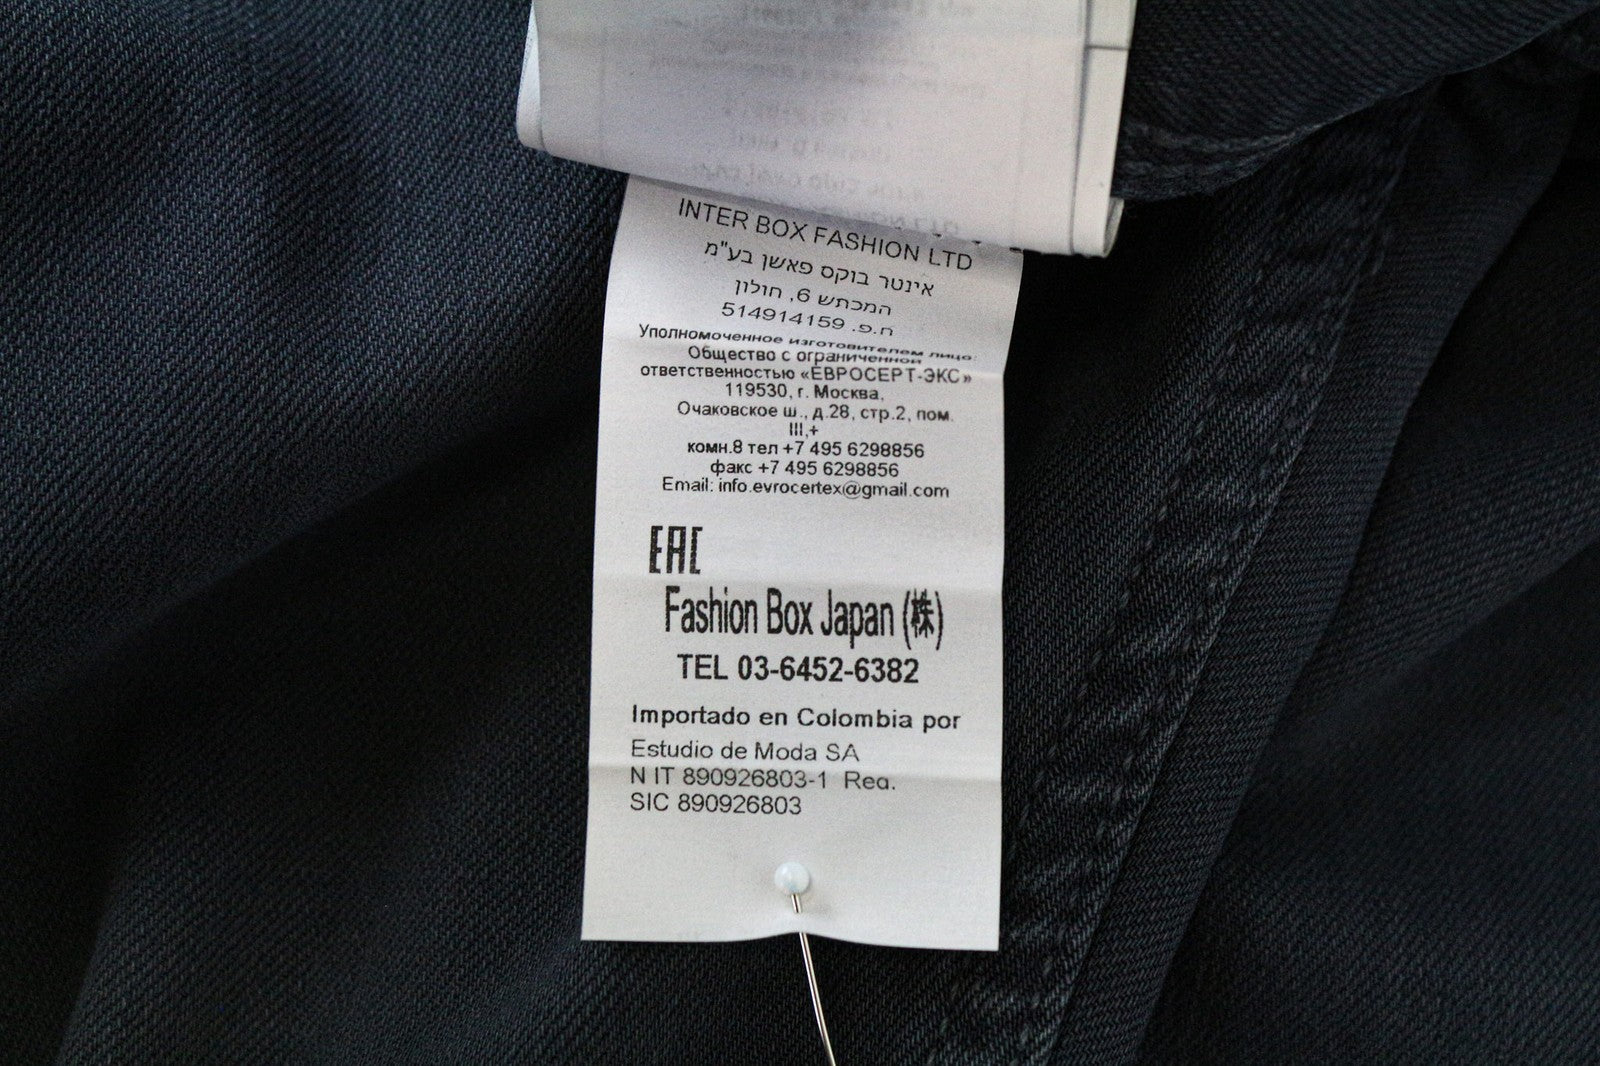 INTER BOX FASHION LTD
אינטר בוקס פאשן בע"מ
המכתש 6, חולון
ח.פ. 514914159
Уполномоченное изготовителем лицо:
Общество с ограниченной
ответственностью «ЕВРОСЕРТ-ЭКС»
119530, г. Москва,
Очаковское ш., д.28, стр.2, пом.
III,+
комн.8 тел +7 495 6298856
факс +7 495 6298856
Email: info.evrocertex@gmail.com
EAC
Fashion Box Japan (株)
TEL 03-6452-6382
Importado en Colombia por
Estudio de Moda SA
N IT 890926803-1 Reg.
SIC 890926803